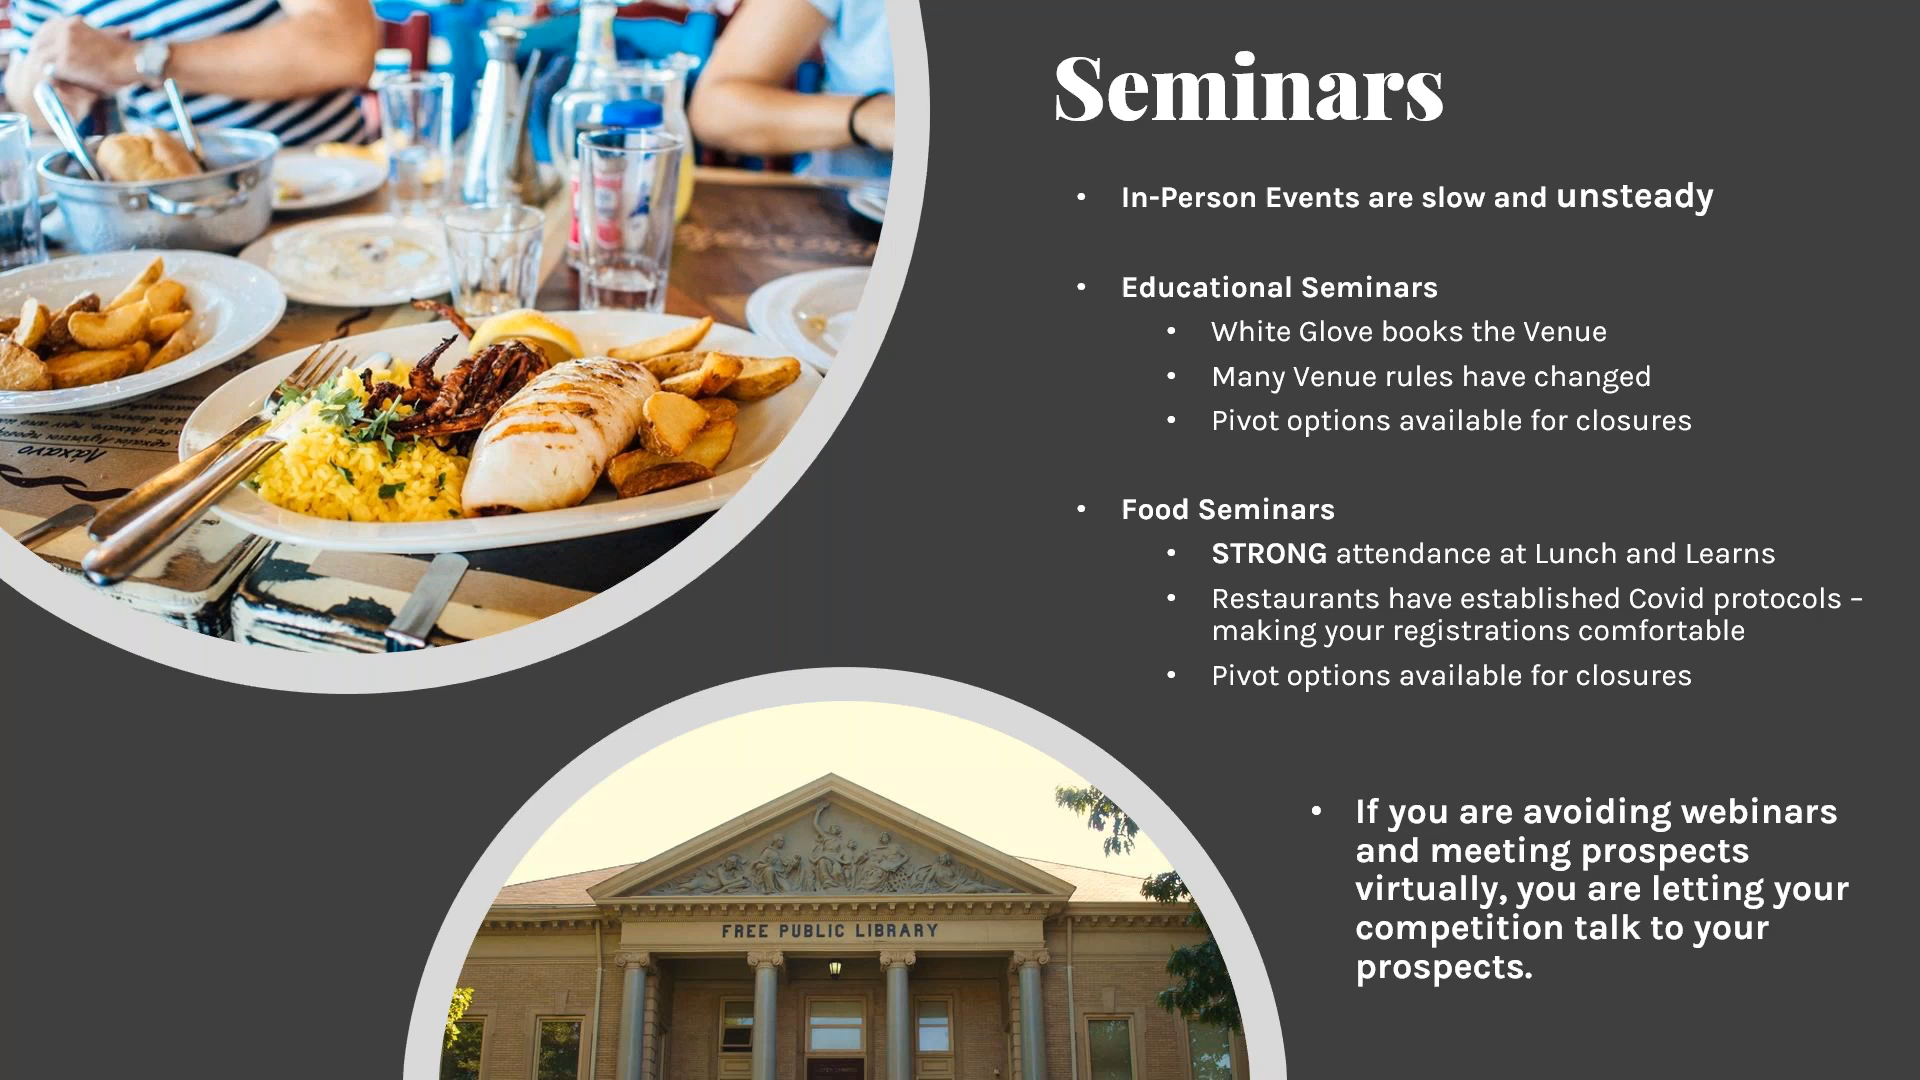 Seminars
• In-Person Events are slow and unsteady
• Educational Seminars
• White Glove books the Venue
• Many Venue rules have changed
• Pivot options available for closures
• Food Seminars
• STRONG attendance at Lunch and Learns
• Restaurants have established Covid protocols –
making your registrations comfortable
• Pivot options available for closures
• If you are avoiding webinars
and meeting prospects
virtually, you are letting your
competition talk to your
prospects.
FREE PUBLIC LIBRARY